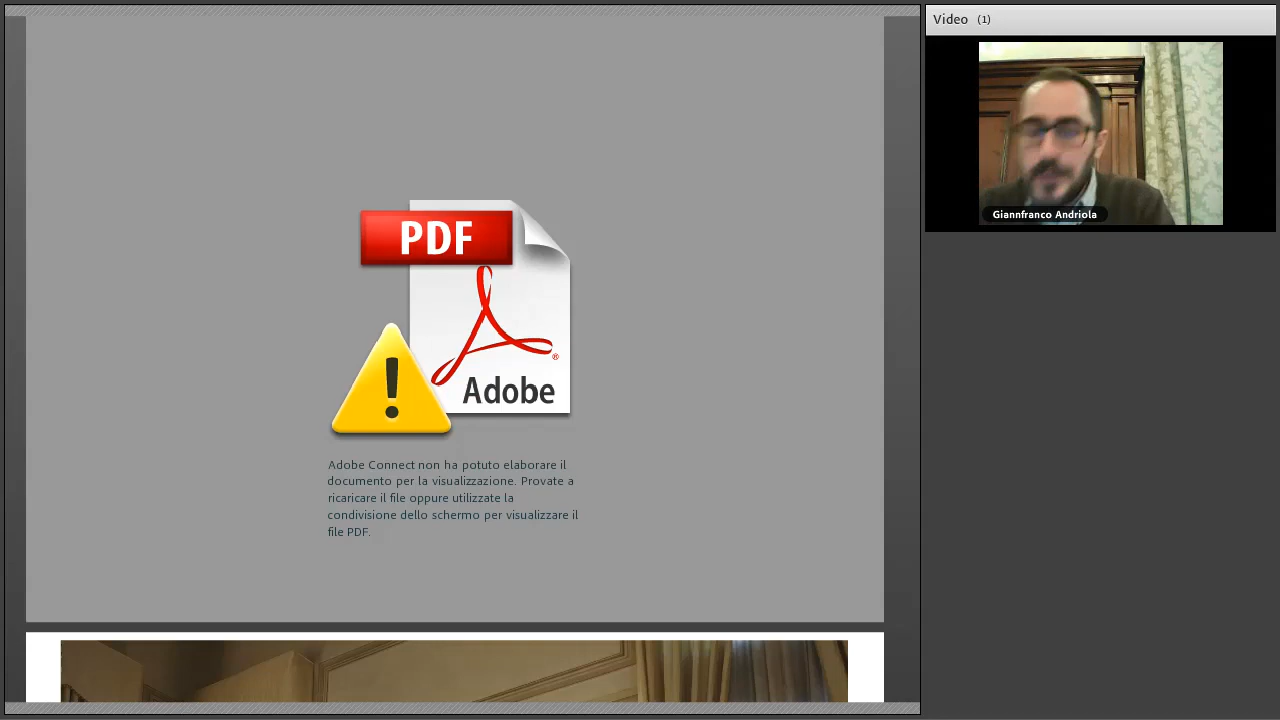 Video (1)
Giannfranco Andriola
PDF
Adobe
Adobe Connect non ha potuto elaborare il
documento per la visualizzazione. Provate a
ricaricare il file oppure utilizzate la
condivisione dello schermo per visualizzare il
file PDF.